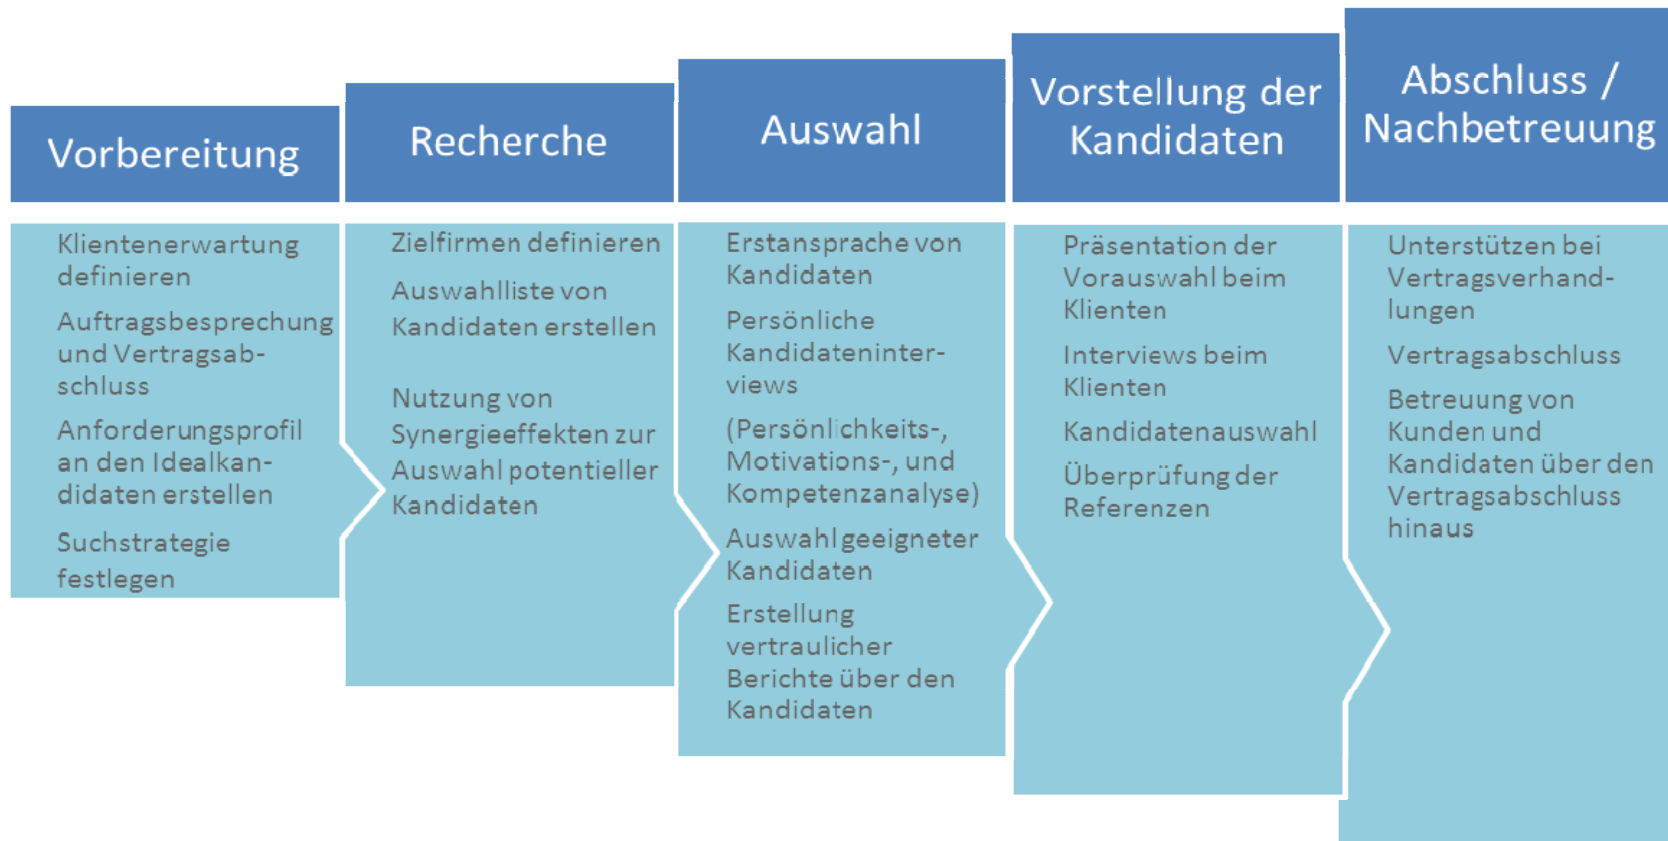 Vorbereitung
Klientenerwartung
definieren
Auftragsbesprechung
und Vertragsab-
schluss
Anforderungsprofil
an den Idealkan-
didaten erstellen
Suchstrategie
festlegen
Recherche
Zielfirmen definieren
Auswahlliste von
Kandidaten erstellen
Nutzung von
Synergieeffekten zur
Auswahl potentieller
Kandidaten
Auswahl
Erstansprache von
Kandidaten
Persönliche
Kandidateninter-
views
(Persönlichkeits-,
Motivations-, und
Kompetenzanalyse)
Auswahl geeigneter
Kandidaten
Erstellung
vertraulicher
Berichte über den
Kandidaten
Vorstellung der
Kandidaten
Präsentation der
Vorauswahl beim
Klienten
Interviews beim
Klienten
Kandidatenauswahl
Überprüfung der
Referenzen
Abschluss /
Nachbetreuung
Unterstützen bei
Vertragsverhand-
lungen
Vertragsabschluss
Betreuung von
Kunden und
Kandidaten über den
Vertragsabschluss
hinaus